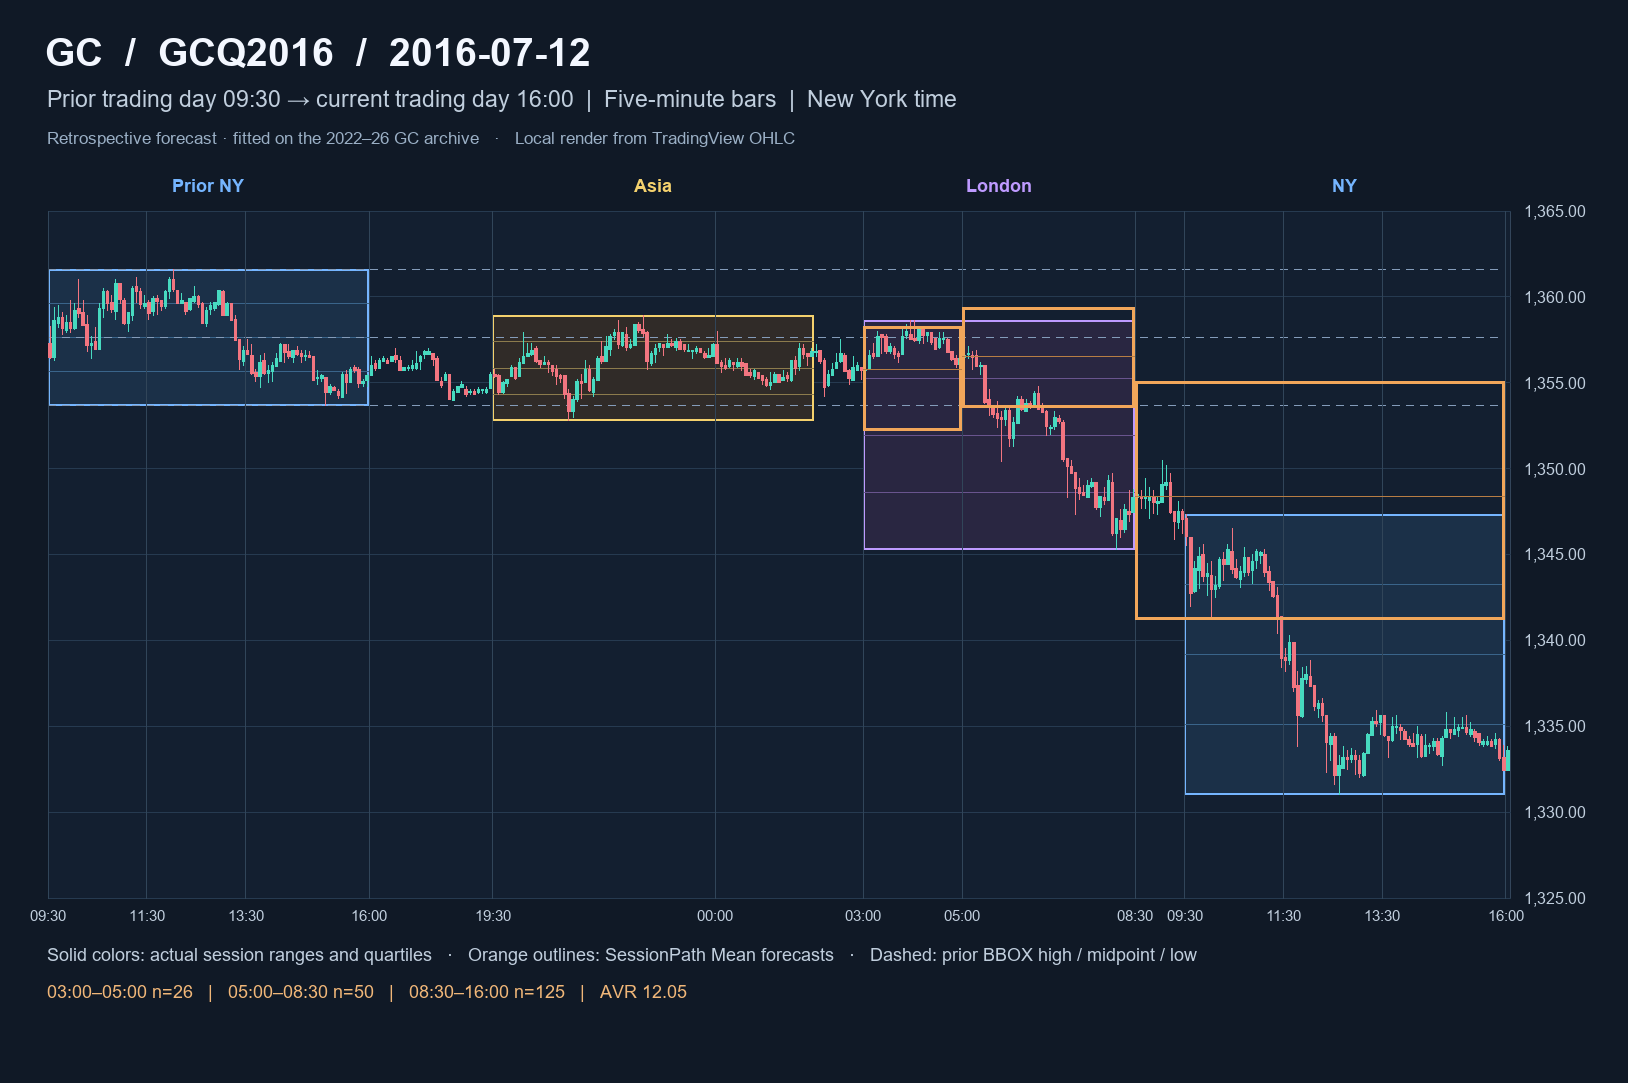 GC / GCQ2016 / 2016-07-12
Prior trading day 09:30 → current trading day 16:00 | Five-minute bars | New York time
Retrospective forecast · fitted on the 2022–26 GC archive · Local render from TradingView OHLC
Prior NY Asia London NY
1,365.00
1,360.00
1,355.00
1,350.00
1,345.00
1,340.00
1,335.00
1,330.00
1,325.00
09:30 11:30 13:30 16:00 19:30 00:00 03:00 05:00 08:30 09:30 11:30 13:30 16:00
Solid colors: actual session ranges and quartiles · Orange outlines: SessionPath Mean forecasts · Dashed: prior BBOX high / midpoint / low
03:00–05:00 n=26 | 05:00–08:30 n=50 | 08:30–16:00 n=125 | AVR 12.05